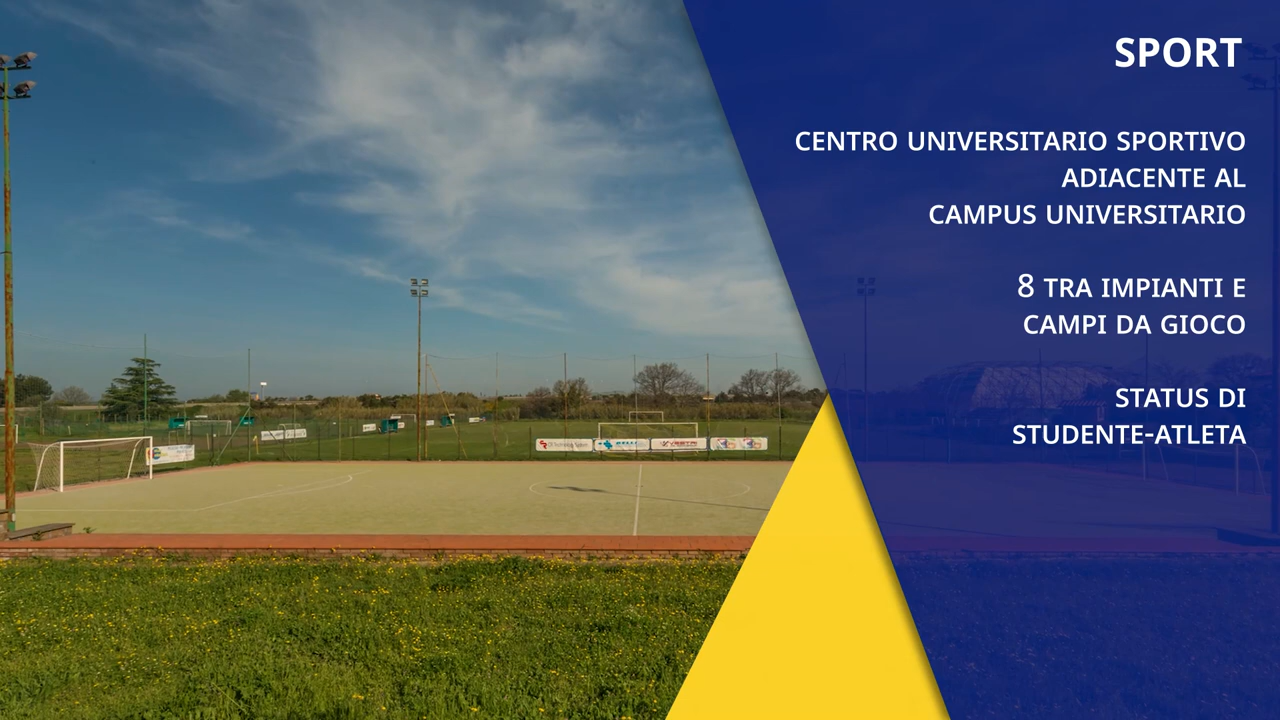 SPORT
CENTRO UNIVERSITARIO SPORTIVO
ADIACENTE AL
CAMPUS UNIVERSITARIO
8 TRA IMPIANTI E
CAMPI DA GIOCO
STATUS DI
STUDENTE-ATLETA